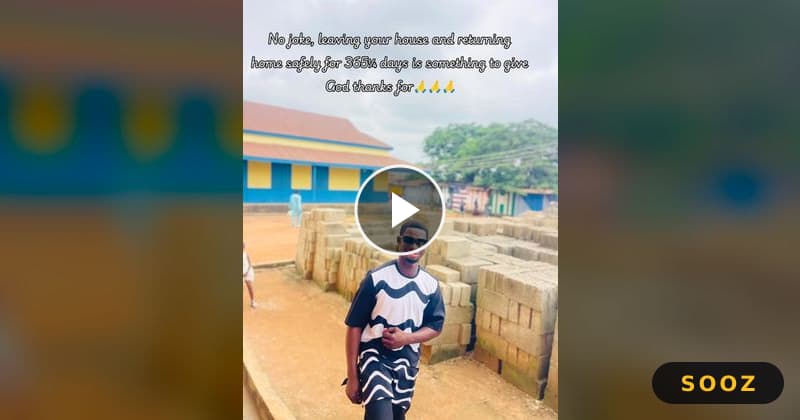 No joke, leaving your house and returning
home safely for 365¼ days is something to give
God thanks for🙏🙏🙏
SOOZ